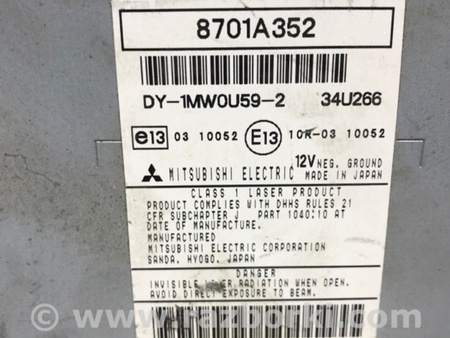 8701A352
DY-1MW0U59-2 34U266
e13 03 10052 E13 10R-03 10052
12V NEG. GROUND
MITSUBISHI ELECTRIC MADE IN JAPAN
CLASS 1 LASER PRODUCT
PRODUCT COMPLIES WITH DHHS RULES 21
CFR SUBCHAPTER J PART 1040:10 AT
DATE OF MANUFACTURE.
MANUFACTURED
MITSUBISHI ELECTRIC CORPORATION
SANDA, HYOGO, JAPAN
DANGER
INVISIBLE RADIATION WHEN OPEN.
AVOID DIRECT EXPOSURE TO BEAM.
www.razborki.com